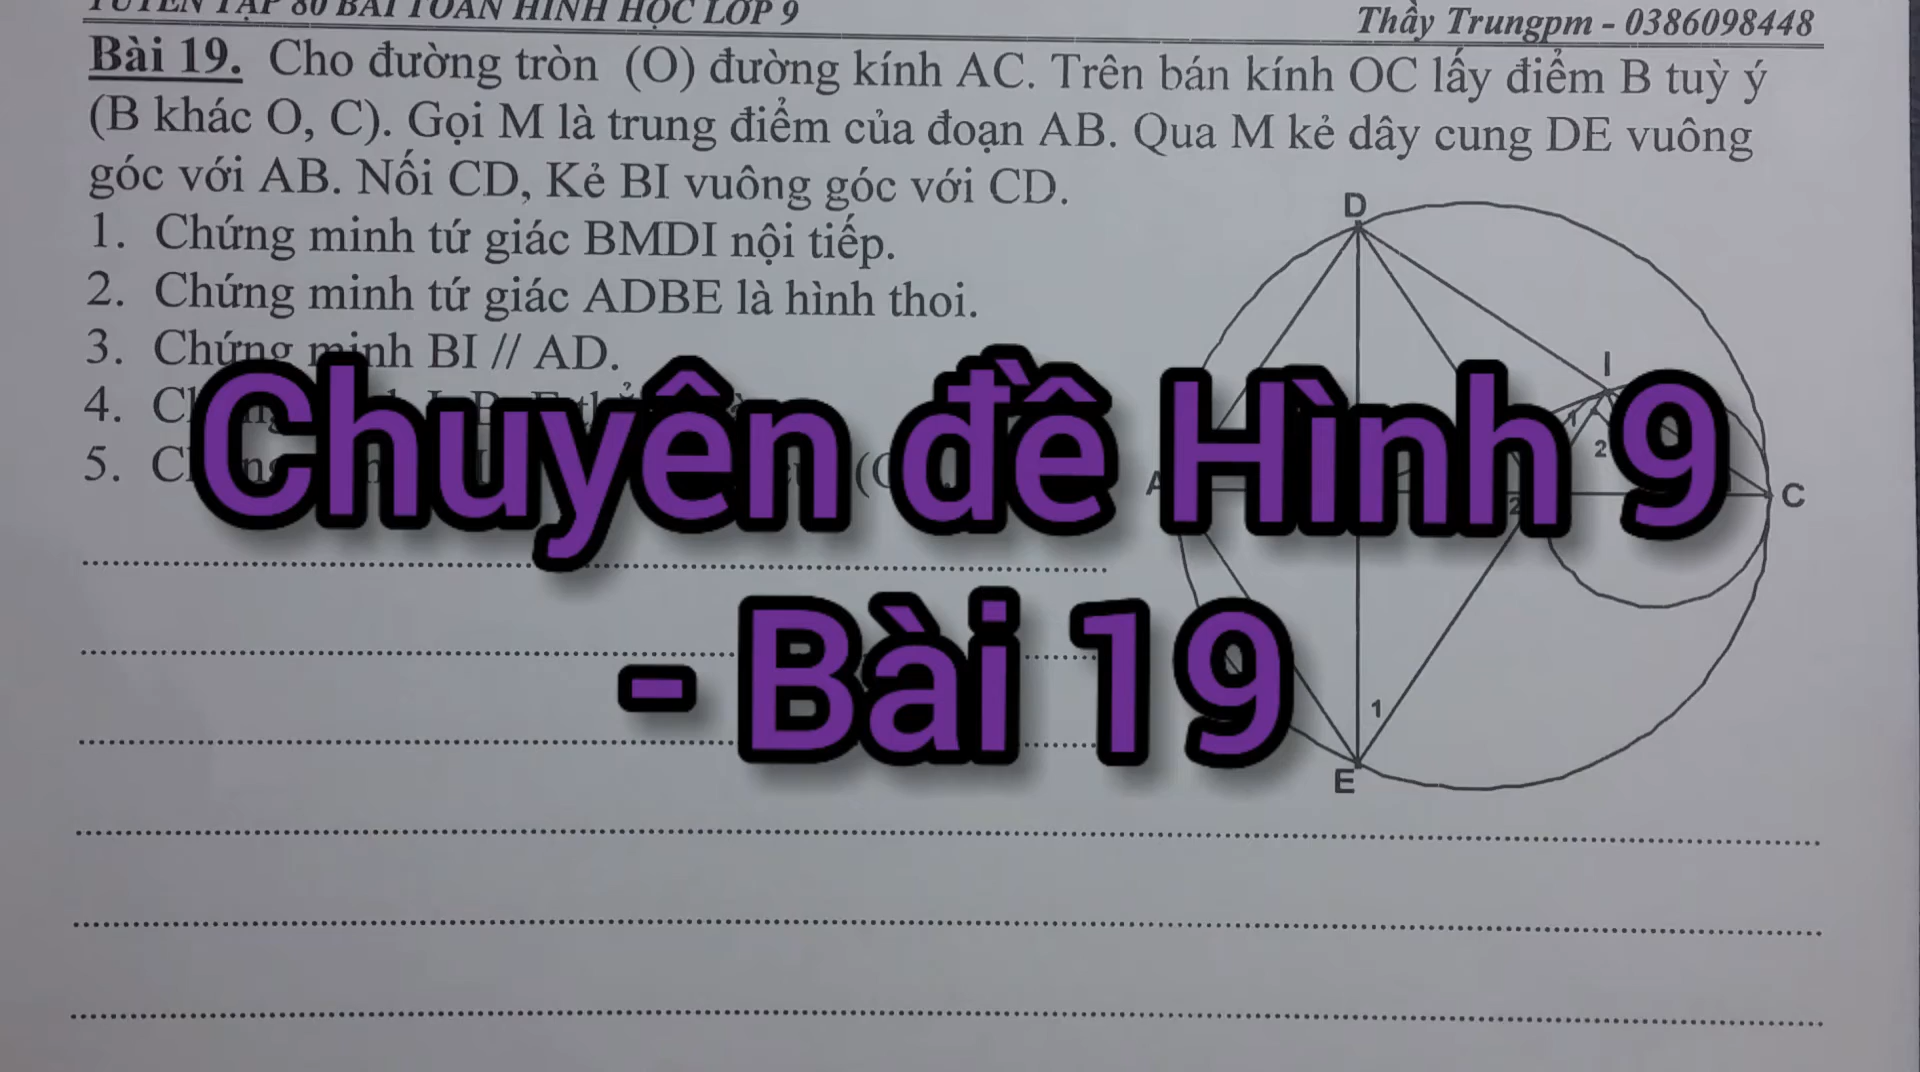 TUYỂN TẬP 80 BÀI TOÁN HÌNH HỌC LỚP 9
Thầy Trungpm - 0386098448
Bài 19. Cho đường tròn (O) đường kính AC. Trên bán kính OC lấy điểm B tuỳ ý
(B khác O, C). Gọi M là trung điểm của đoạn AB. Qua M kẻ dây cung DE vuông
góc với AB. Nối CD, Kẻ BI vuông góc với CD.
1. Chứng minh tứ giác BMDI nội tiếp.
2. Chứng minh tứ giác ADBE là hình thoi.
3. Chứng minh BI // AD.
4.
5.
Chuyên đề Hình 9
- Bài 19
D
I
1
2
A
2
C
1
E